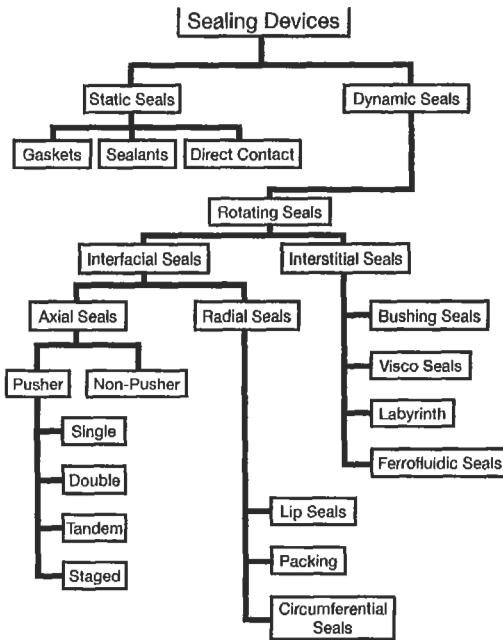 Sealing Devices
Static Seals
Dynamic Seals
Gaskets
Sealants
Direct Contact
Rotating Seals
Interfacial Seals
Interstitial Seals
Axial Seals
Radial Seals
Bushing Seals
Pusher
Non-Pusher
Visco Seals
Single
Labyrinth
Double
Ferrofluidic Seals
Tandem
Lip Seals
Staged
Packing
Circumferential
Seals